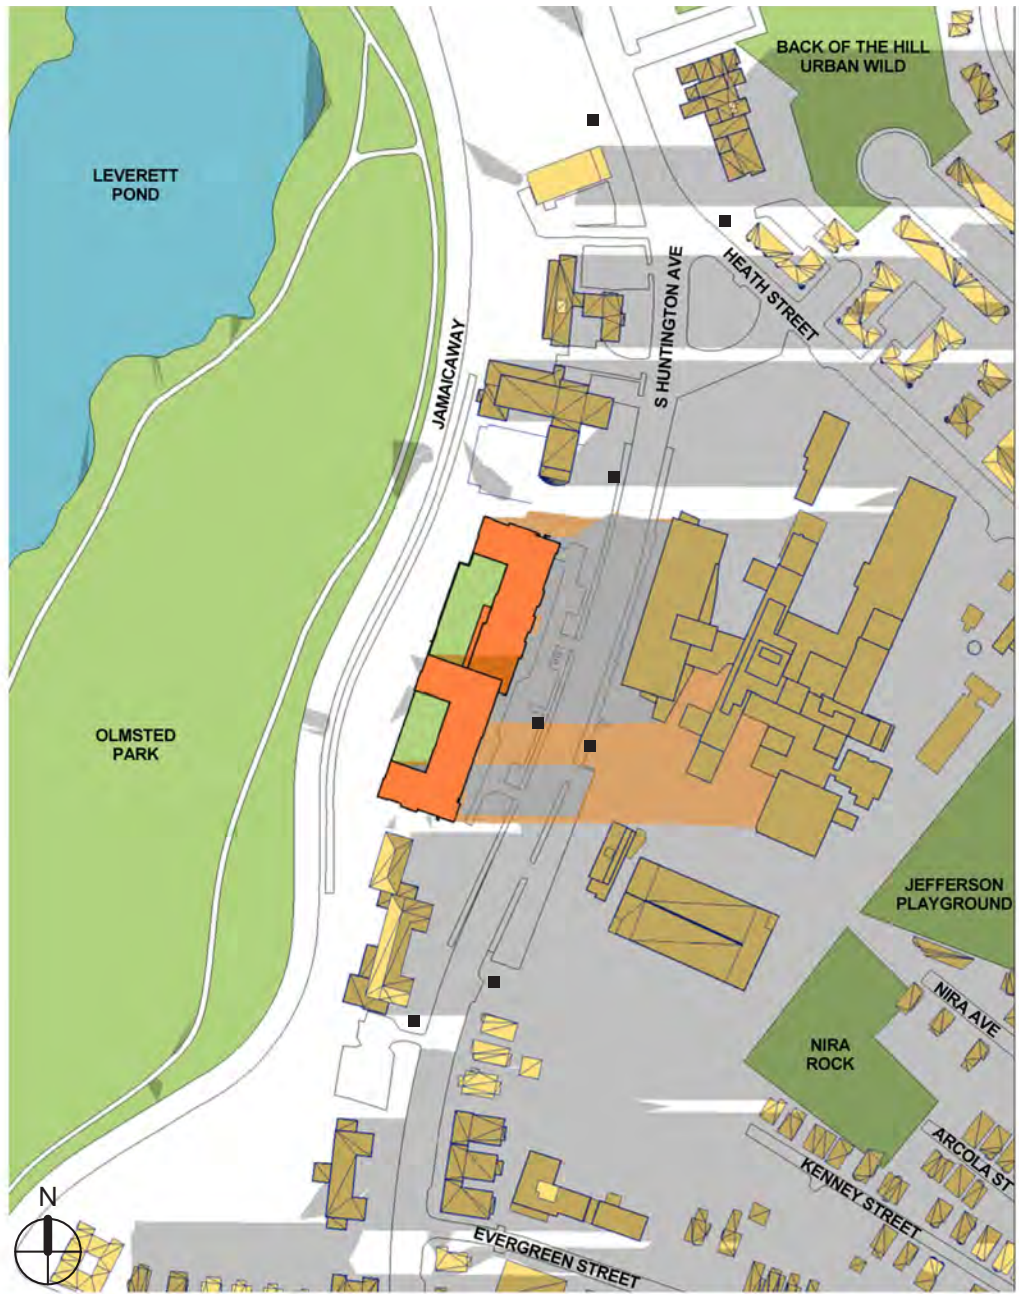 BACK OF THE HILL
URBAN WILD
LEVERETT
POND
HEATH STREET
S HUNTINGTON AVE
JAMAICAWAY
OLMSTED
PARK
JEFFERSON
PLAYGROUND
NIRA AVE
NIRA
ROCK
ARCOLA ST
KENNEY STREET
N
EVERGREEN STREET